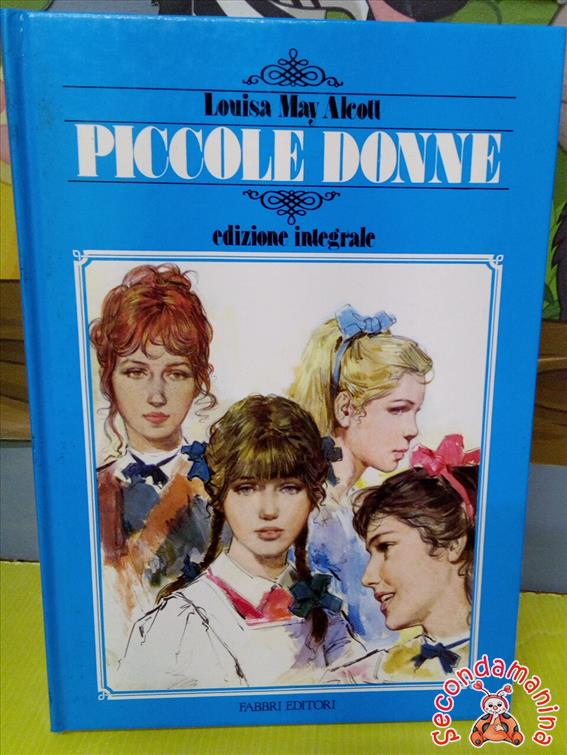 Louisa May Alcott
PICCOLE DONNE
edizione integrale
FABBRI EDITORI
Secondamanina